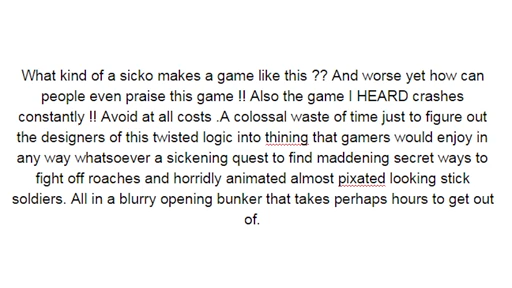 What kind of a sicko makes a game like this ?? And worse yet how can
people even praise this game !! Also the game I HEARD crashes
constantly !! Avoid at all costs .A colossal waste of time just to figure out
the designers of this twisted logic into thining that gamers would enjoy in
any way whatsoever a sickening quest to find maddening secret ways to
fight off roaches and horridly animated almost pixated looking stick
soldiers. All in a blurry opening bunker that takes perhaps hours to get out
of.